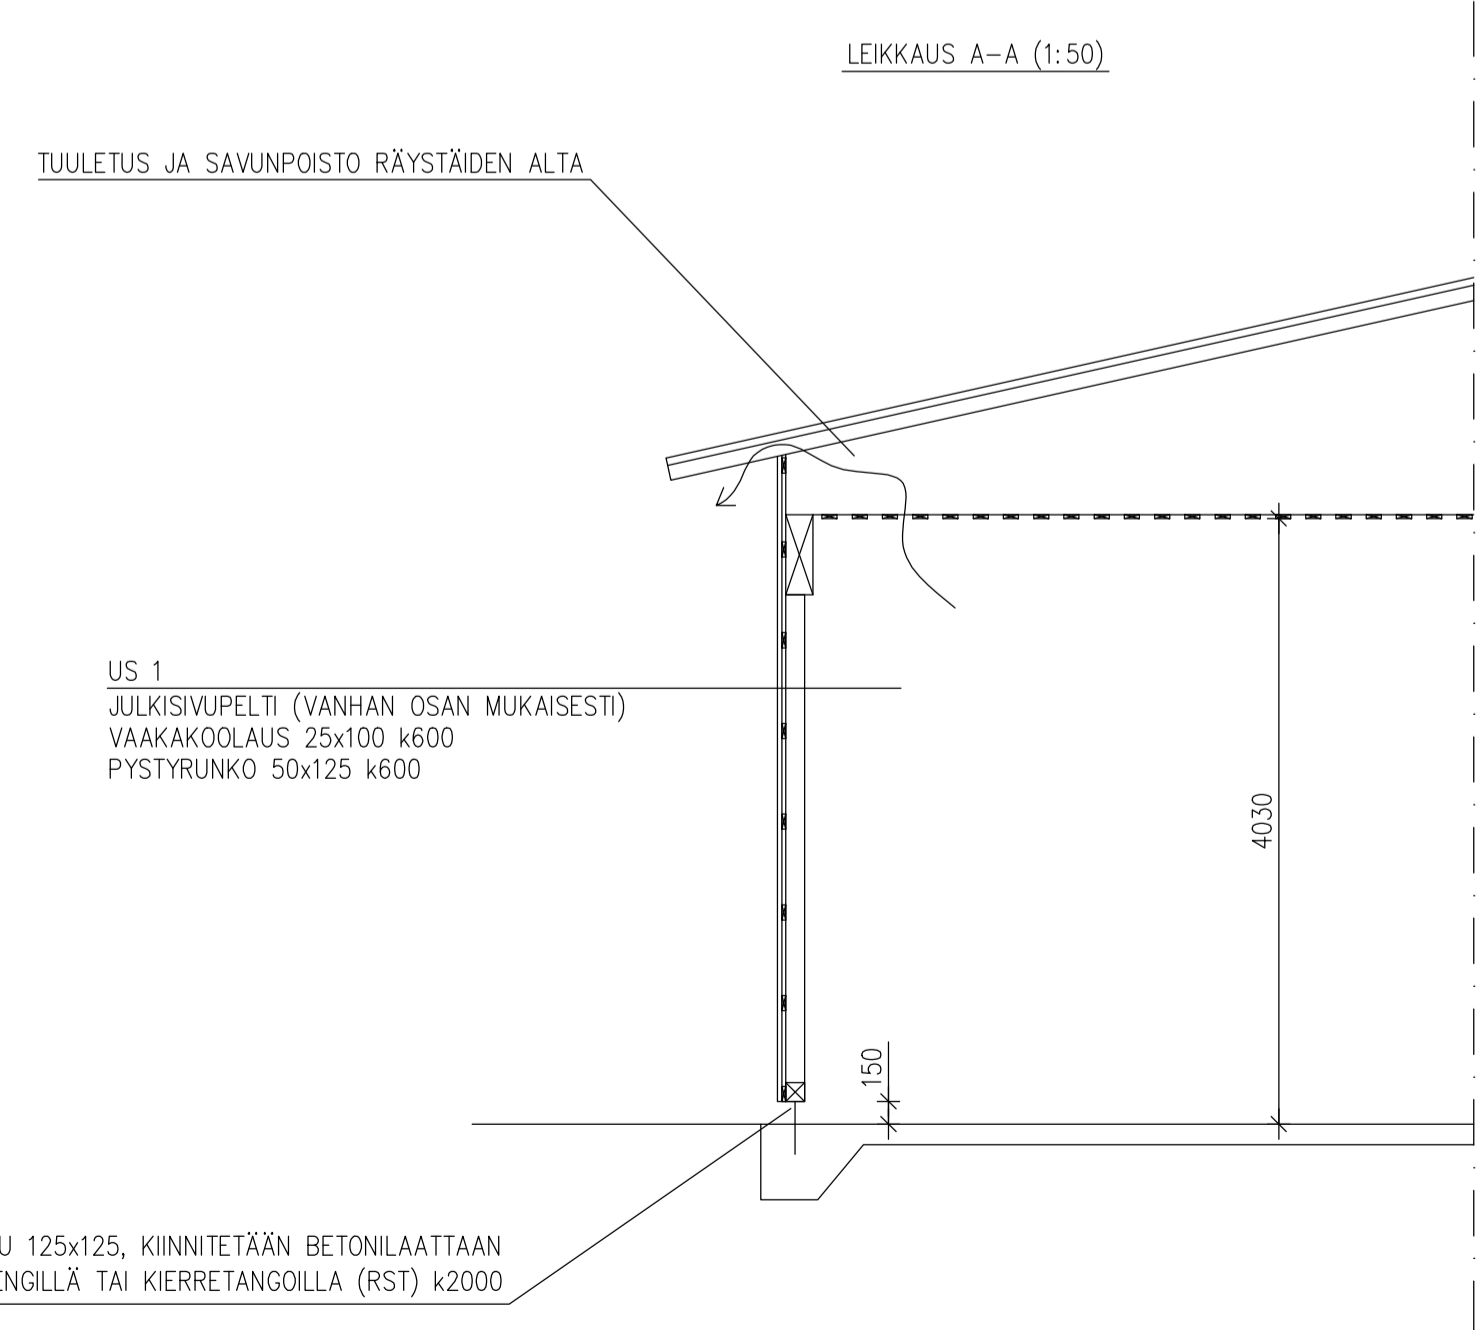 LEIKKAUS A-A (1:50)
TUULETUS JA SAVUNPOISTO RÄYSTÄIDEN ALTA
US 1
JULKISIVUPELTI (VANHAN OSAN MUKAISESTI)
VAAKAKOOLAUS 25x100 k600
PYSTYRUNKO 50x125 k600
4030
150
125x125, KIINNITETÄÄN BETONILAATTAAN
TAI KIERRETANGOILLA (RST) k2000